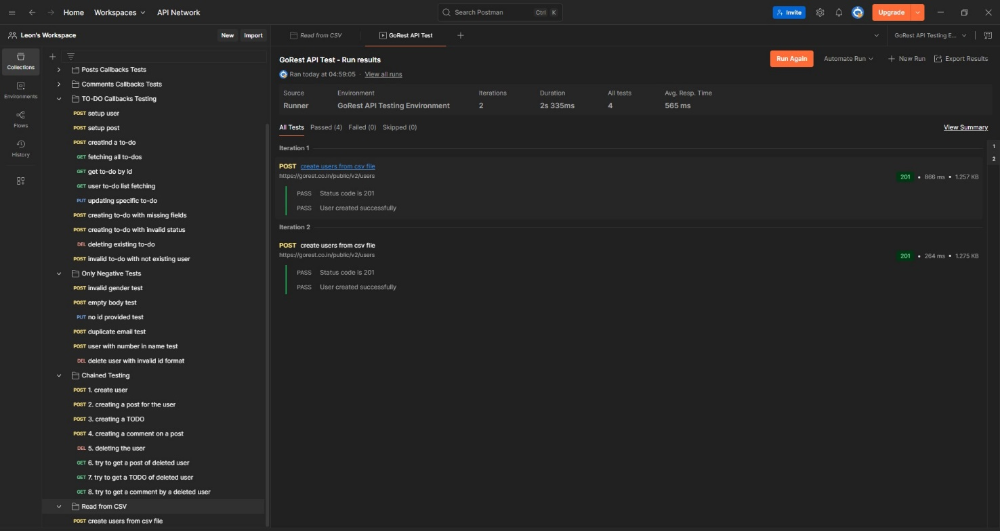 Home Workspaces API Network Search Postman Ctrl K Invite Upgrade
Leon's Workspace New Import
Read from CSV GoRest API Test GoRest API Testing E...
Collections
Environments
Flows
History
Posts Callbacks Tests
Comments Callbacks Tests
TO-DO Callbacks Testing
POST setup user
POST setup post
POST creatind a to-do
GET fetching all to-dos
GET get to-do by id
GET user to-do list fetching
PUT updating specific to-do
POST creating to-do with missing fields
POST creating to-do with invalid status
DEL deleting existing to-do
POST invalid to-do with not existing user
Only Negative Tests
POST invalid gender test
POST empty body test
PUT no id provided test
POST duplicate email test
POST user with number in name test
DEL delete user with invalid id format
Chained Testing
POST 1. create user
POST 2. creating a post for the user
POST 3. creating a TODO
POST 4. creating a comment on a post
DEL 5. deleting the user
GET 6. try to get a post of deleted user
GET 7. try to get a TODO of deleted user
GET 8. try to get a comment by a deleted user
Read from CSV
POST create users from csv file
GoRest API Test - Run results Run Again Automate Run New Run Export Results
Ran today at 04:59:05 · View all runs
Source Environment Iterations Duration All tests Avg. Resp. Time
Runner GoRest API Testing Environment 2 2s 335ms 4 565 ms
All Tests Passed (4) Failed (0) Skipped (0) View Summary
Iteration 1
1
2
POST create users from csv file
https://gorest.co.in/public/v2/users 201 • 866 ms • 1.257 KB
PASS Status code is 201
PASS User created successfully
Iteration 2
POST create users from csv file
https://gorest.co.in/public/v2/users 201 • 264 ms • 1.275 KB
PASS Status code is 201
PASS User created successfully